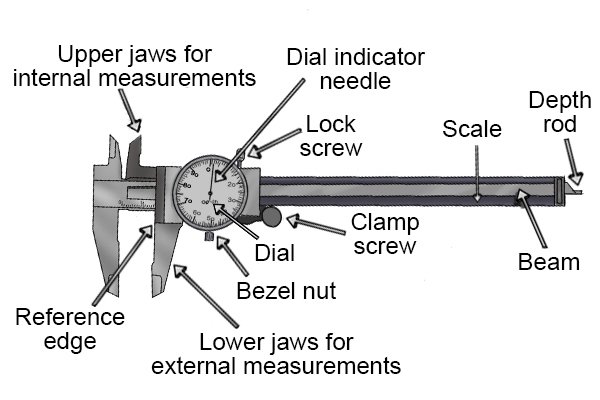 Upper jaws for
internal measurements
Dial indicator
needle
Lock
screw
Scale
Depth
rod
Clamp
screw
Dial
Beam
Bezel nut
Reference
edge
Lower jaws for
external measurements